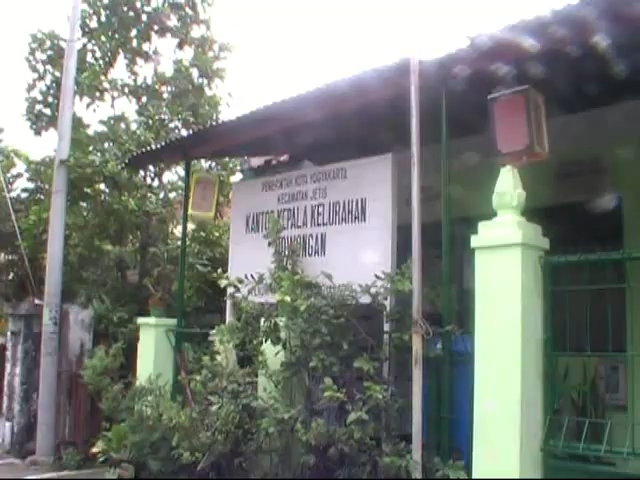 PEMERINTAH KOTA YOGYAKARTA
KECAMATAN JETIS
KANTOR KEPALA KELURAHAN